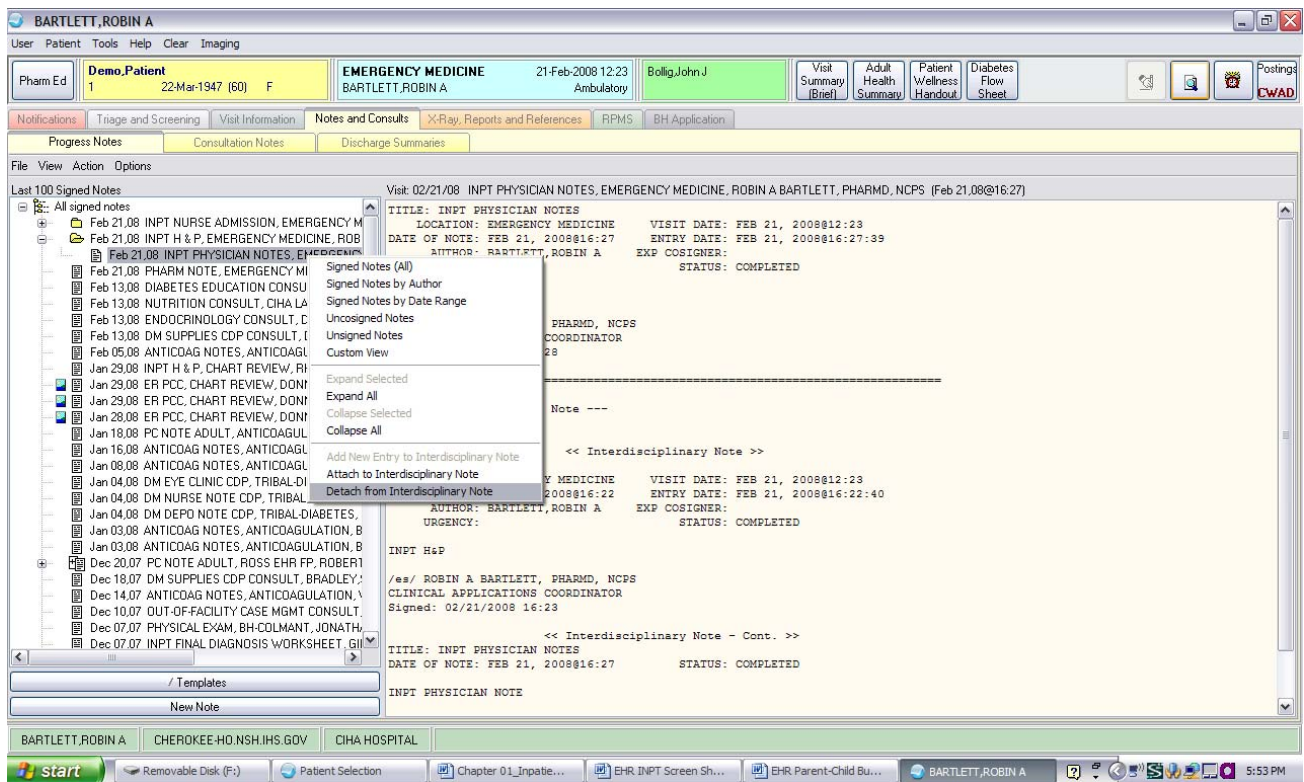 BARTLETT,ROBIN A
User Patient Tools Help Clear Imaging
Pharm Ed
Demo,Patient
1 22-Mar-1947 (60) F
EMERGENCY MEDICINE 21-Feb-2008 12:23
BARTLETT,ROBIN A Ambulatory
Bollig,John J
Visit Summary (Brief)
Adult Health Summary
Patient Wellness Handout
Diabetes Flow Sheet
Postings
CWAD
Notifications Triage and Screening Visit Information Notes and Consults X-Ray, Reports and References RPMS BH Application
Progress Notes Consultation Notes Discharge Summaries
File View Action Options
Last 100 Signed Notes
All signed notes
Feb 21,08 INPT NURSE ADMISSION, EMERGENCY M
Feb 21,08 INPT H & P, EMERGENCY MEDICINE, ROB
Feb 21,08 INPT PHYSICIAN NOTES, EMERGENC
Feb 21,08 PHARM NOTE, EMERGENCY ME
Feb 13,08 DIABETES EDUCATION CONSU
Feb 13,08 NUTRITION CONSULT, CIHA LA
Feb 13,08 ENDOCRINOLOGY CONSULT, D
Feb 13,08 DM SUPPLIES CDP CONSULT,
Feb 05,08 ANTICOAG NOTES, ANTICOAGU
Jan 29,08 INPT H & P, CHART REVIEW, RH
Jan 29,08 ER PCC, CHART REVIEW, DONN
Jan 29,08 ER PCC, CHART REVIEW, DONN
Jan 28,08 ER PCC, CHART REVIEW, DONN
Jan 18,08 PC NOTE ADULT, ANTICOAGUL
Jan 16,08 ANTICOAG NOTES, ANTICOAGL
Jan 08,08 ANTICOAG NOTES, ANTICOAGL
Jan 04,08 DM EYE CLINIC CDP, TRIBAL-DI
Jan 04,08 DM NURSE NOTE CDP, TRIBAL
Jan 04,08 DM DEPO NOTE CDP, TRIBAL-DIABETES,
Jan 03,08 ANTICOAG NOTES, ANTICOAGULATION, B
Jan 03,08 ANTICOAG NOTES, ANTICOAGULATION, B
Dec 20,07 PC NOTE ADULT, ROSS EHR FP, ROBERT
Dec 18,07 DM SUPPLIES CDP CONSULT, BRADLEY,
Dec 14,07 ANTICOAG NOTES, ANTICOAGULATION,
Dec 10,07 OUT-OF-FACILITY CASE MGMT CONSULT,
Dec 07,07 PHYSICAL EXAM, BH-COLMANT, JONATHA
Dec 07,07 INPT FINAL DIAGNOSIS WORKSHEET, GI
/ Templates
New Note
Signed Notes (All)
Signed Notes by Author
Signed Notes by Date Range
Uncosigned Notes
Unsigned Notes
Custom View
Expand Selected
Expand All
Collapse Selected
Collapse All
Add New Entry to Interdisciplinary Note
Attach to Interdisciplinary Note
Detach from Interdisciplinary Note
Visit: 02/21/08 INPT PHYSICIAN NOTES, EMERGENCY MEDICINE, ROBIN A BARTLETT, PHARMD, NCPS (Feb 21,08@16:27)
TITLE: INPT PHYSICIAN NOTES
LOCATION: EMERGENCY MEDICINE VISIT DATE: FEB 21, 2008@12:23
DATE OF NOTE: FEB 21, 2008@16:27 ENTRY DATE: FEB 21, 2008@16:27:39
AUTHOR: BARTLETT,ROBIN A EXP COSIGNER:
STATUS: COMPLETED
PHARMD, NCPS
COORDINATOR
28
=====================================================
Note ---
<< Interdisciplinary Note >>
Y MEDICINE VISIT DATE: FEB 21, 2008@12:23
2008@16:22 ENTRY DATE: FEB 21, 2008@16:22:40
AUTHOR: BARTLETT,ROBIN A EXP COSIGNER:
URGENCY: STATUS: COMPLETED
INPT H&P
/es/ ROBIN A BARTLETT, PHARMD, NCPS
CLINICAL APPLICATIONS COORDINATOR
Signed: 02/21/2008 16:23
<< Interdisciplinary Note - Cont. >>
TITLE: INPT PHYSICIAN NOTES
DATE OF NOTE: FEB 21, 2008@16:27 STATUS: COMPLETED
INPT PHYSICIAN NOTE
BARTLETT,ROBIN A CHEROKEE-HO.NSH.IHS.GOV CIHA HOSPITAL
start Removable Disk (F:) Patient Selection Chapter 01_Inpatie... EHR INPT Screen Sh... EHR Parent-Child Bu... BARTLETT,ROBIN A 5:53 PM